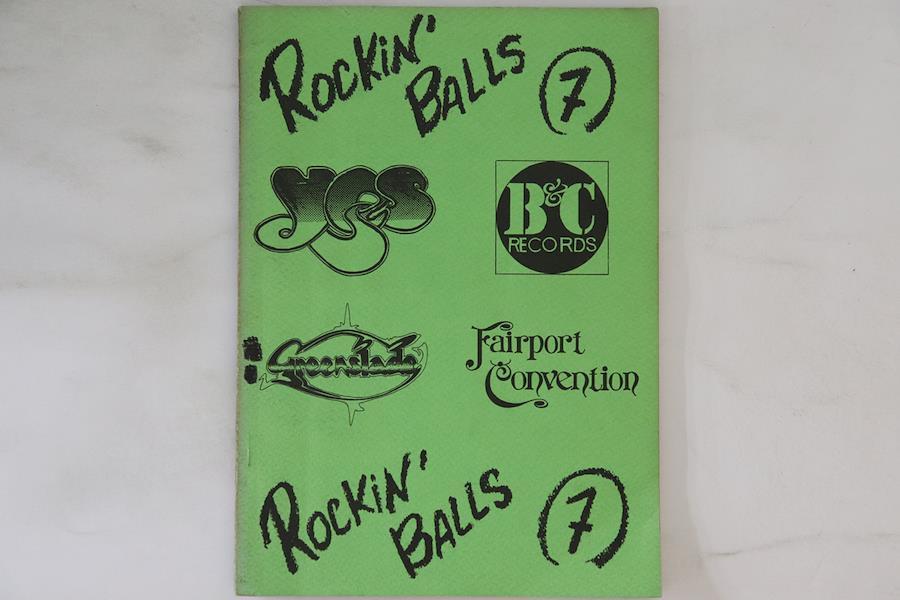 ROCKIN' BALLS 7
Yes
B&C RECORDS
Greenslade
Fairport Convention
ROCKIN' BALLS 7